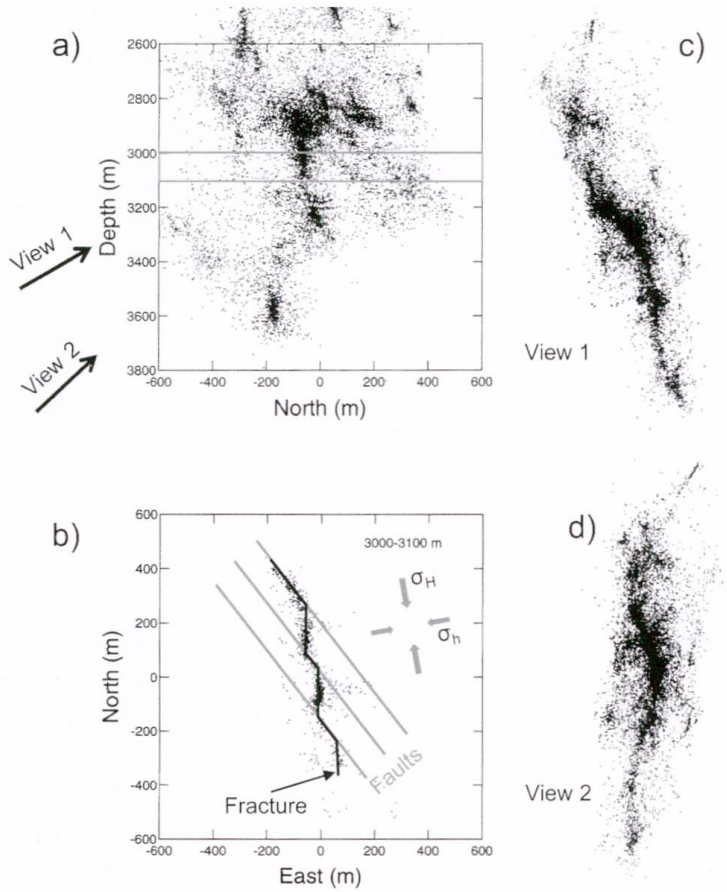 a)
2600
2800
3000
3200
3400
3600
3800
Depth (m)
-600 -400 -200 0 200 400 600
North (m)
View 1
View 2
c)
View 1
b)
600
400
200
0
-200
-400
-600
North (m)
3000-3100 m
σH
σh
Faults
Fracture
-600 -400 -200 0 200 400 600
East (m)
d)
View 2